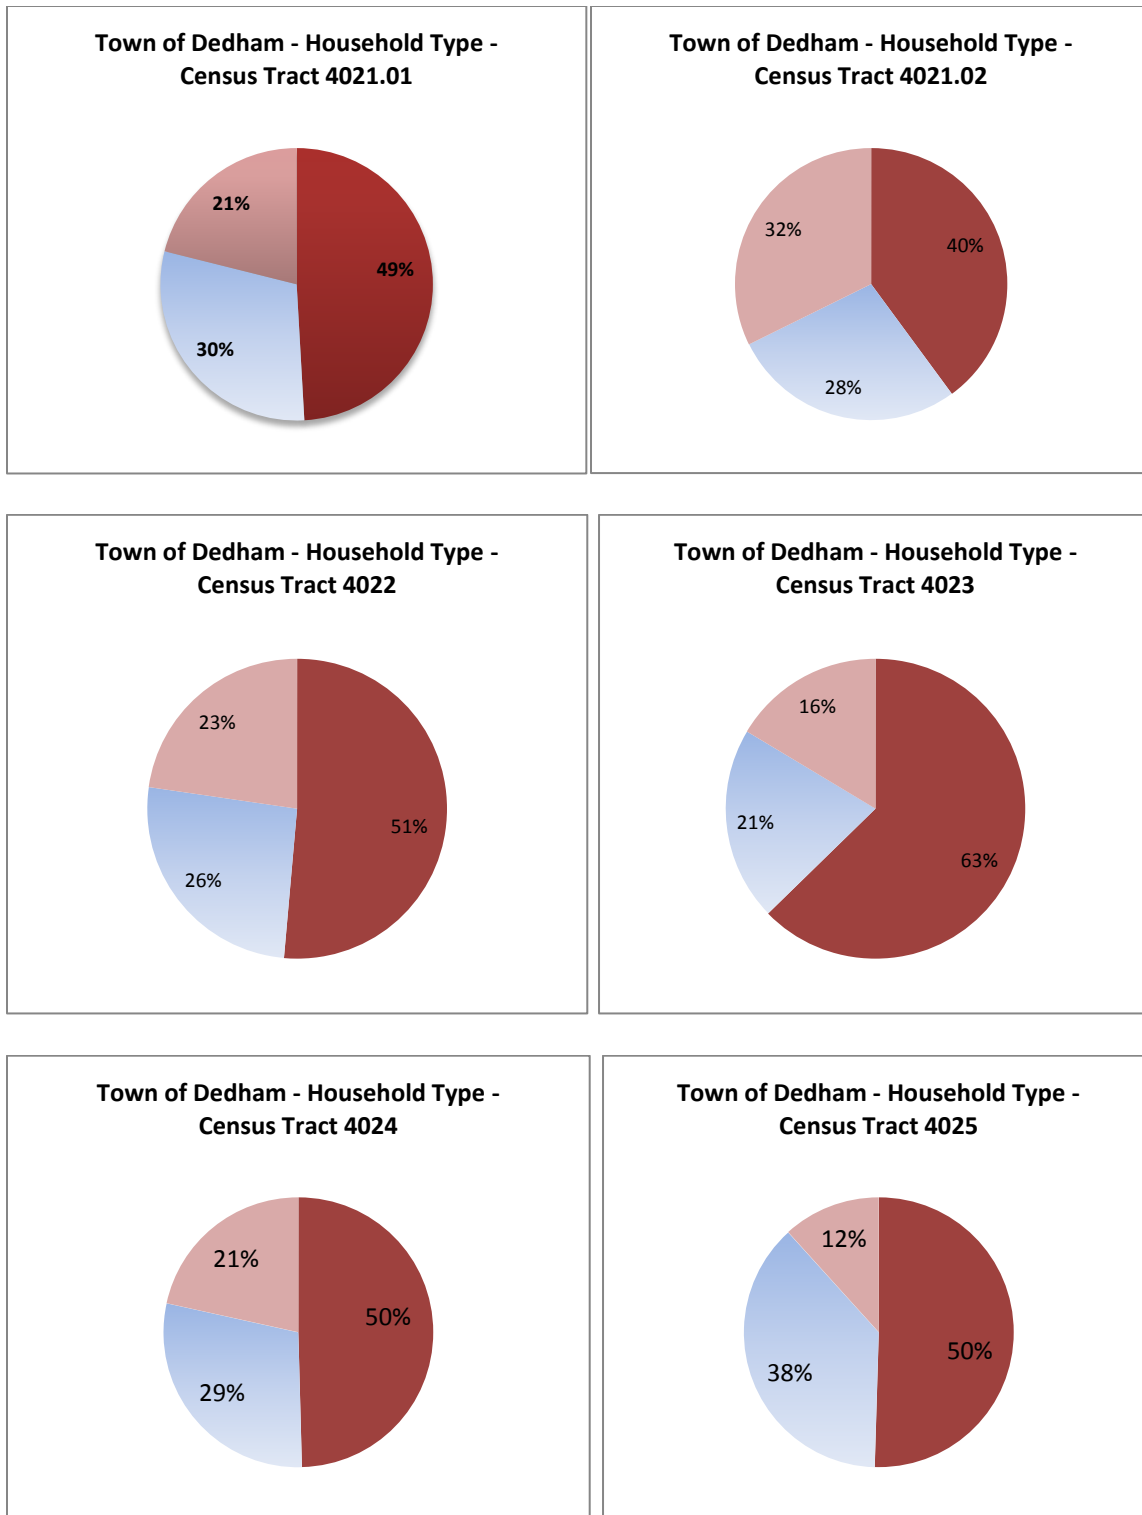 Town of Dedham - Household Type -
Census Tract 4021.01
21%
49%
30%
Town of Dedham - Household Type -
Census Tract 4021.02
32%
40%
28%
Town of Dedham - Household Type -
Census Tract 4022
23%
51%
26%
Town of Dedham - Household Type -
Census Tract 4023
16%
21%
63%
Town of Dedham - Household Type -
Census Tract 4024
21%
50%
29%
Town of Dedham - Household Type -
Census Tract 4025
12%
50%
38%